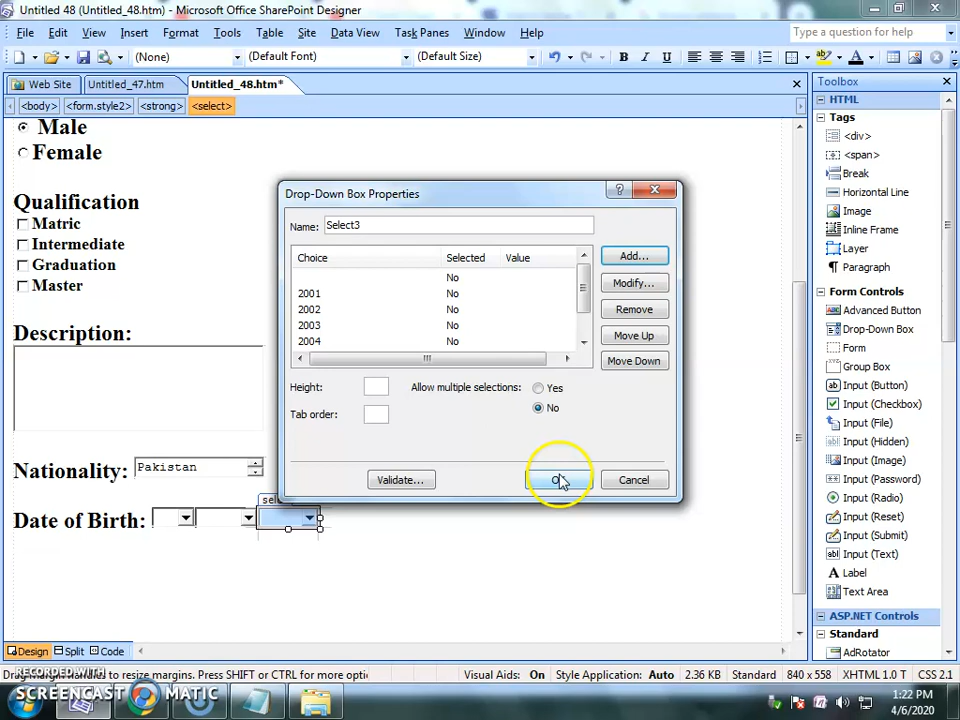 Untitled 48 (Untitled_48.htm) - Microsoft Office SharePoint Designer
File Edit View Insert Format Tools Table Site Data View Task Panes Window Help
Type a question for help
(None) (Default Font) (Default Size) B I U A
Web Site Untitled_47.htm Untitled_48.htm*
<body> <form.style2> <strong> <select>
Male
Female
Qualification
Matric
Intermediate
Graduation
Master
Description:
Nationality: Pakistan
Date of Birth:
Drop-Down Box Properties
Name: Select3
Choice Selected Value
No
2001 No
2002 No
2003 No
2004 No
Add...
Modify...
Remove
Move Up
Move Down
Height:
Allow multiple selections: Yes
No
Tab order:
Validate... Cancel
Toolbox
HTML
Tags
<div>
<span>
Break
Horizontal Line
Image
Inline Frame
Layer
Paragraph
Form Controls
Advanced Button
Drop-Down Box
Form
Group Box
Input (Button)
Input (Checkbox)
Input (File)
Input (Hidden)
Input (Image)
Input (Password)
Input (Radio)
Input (Reset)
Input (Submit)
Input (Text)
Label
Text Area
ASP.NET Controls
Standard
AdRotator
Design Split Code
Visual Aids: On Style Application: Auto 2.36 KB Standard 840 x 558 XHTML 1.0 T CSS 2.1
RECORDED WITH
SCREENCAST MATIC
1:22 PM
4/6/2020